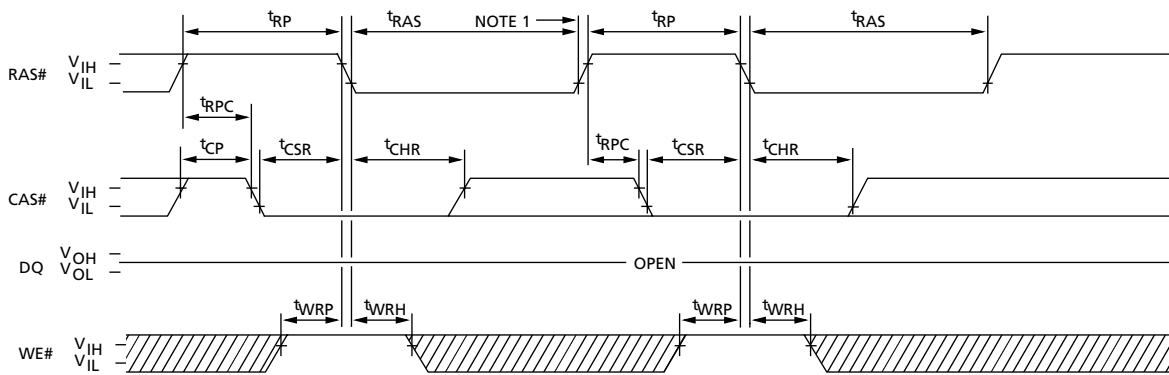 tRP tRAS NOTE 1 tRP tRAS
RAS# VIH
VIL
tRPC
tCP tCSR tCHR tRPC tCSR tCHR
CAS# VIH
VIL
DQ VOH
VOL
OPEN
tWRP tWRH tWRP tWRH
WE# VIH
VIL